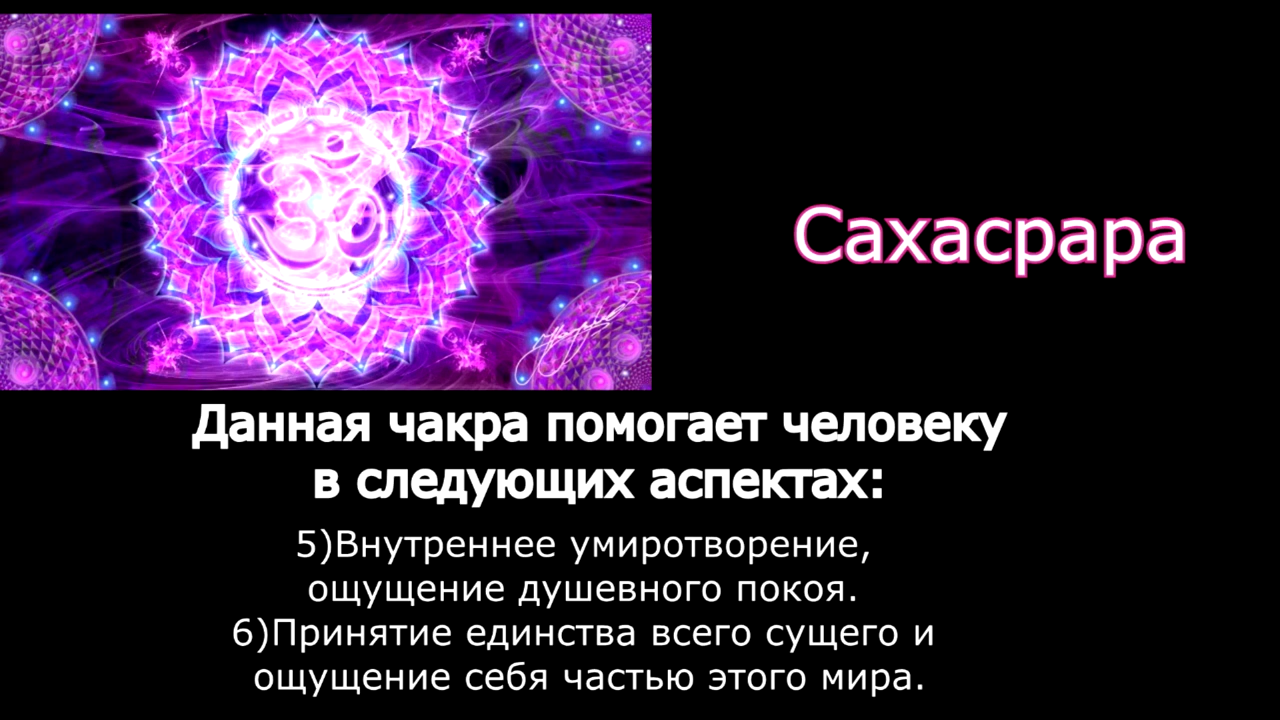 Сахасрара
Данная чакра помогает человеку
в следующих аспектах:
5)Внутреннее умиротворение,
ощущение душевного покоя.
6)Принятие единства всего сущего и
ощущение себя частью этого мира.